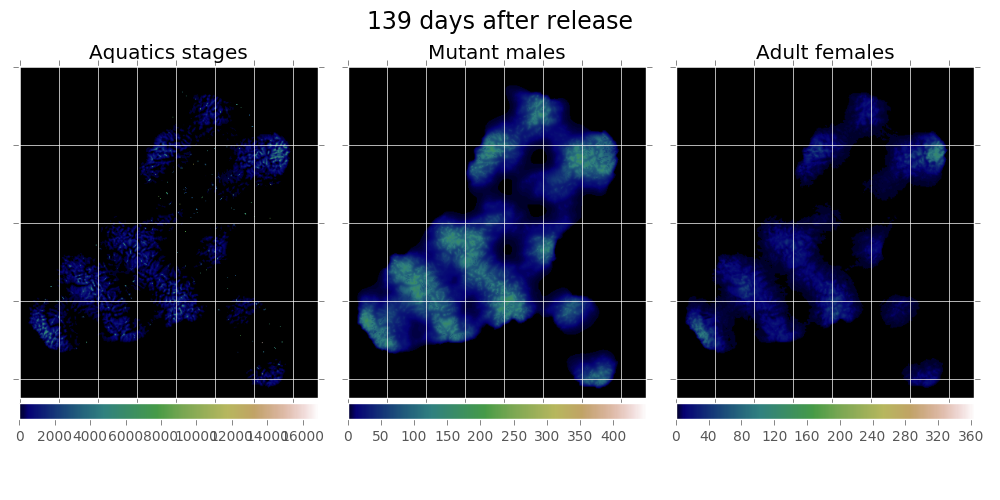 139 days after release
Aquatics stages
Mutant males
Adult females
0 2000 4000 6000 8000 10000 12000 14000 16000
0 50 100 150 200 250 300 350 400
0 40 80 120 160 200 240 280 320 360